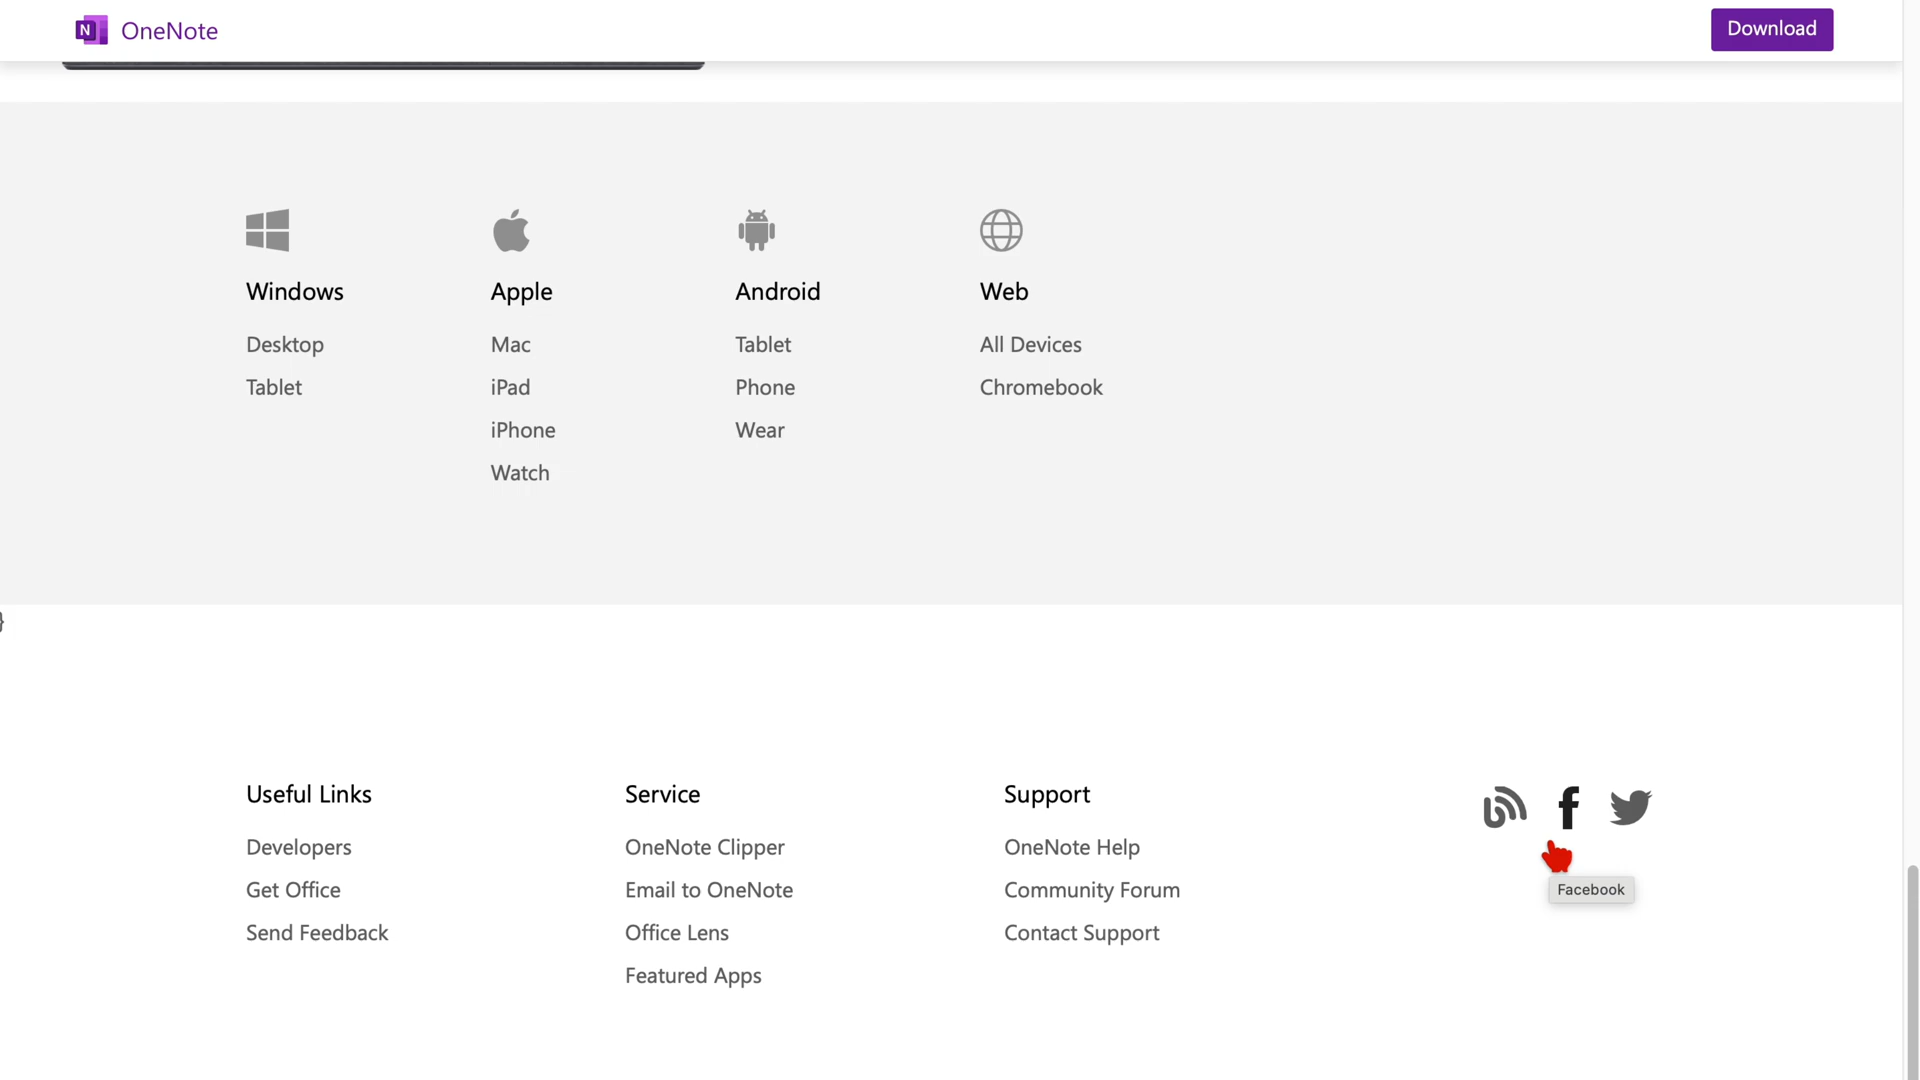 OneNote
Download
Windows
Desktop
Tablet
Apple
Mac
iPad
iPhone
Watch
Android
Tablet
Phone
Wear
Web
All Devices
Chromebook
}
Useful Links
Developers
Get Office
Send Feedback
Service
OneNote Clipper
Email to OneNote
Office Lens
Featured Apps
Support
OneNote Help
Community Forum
Contact Support
Facebook